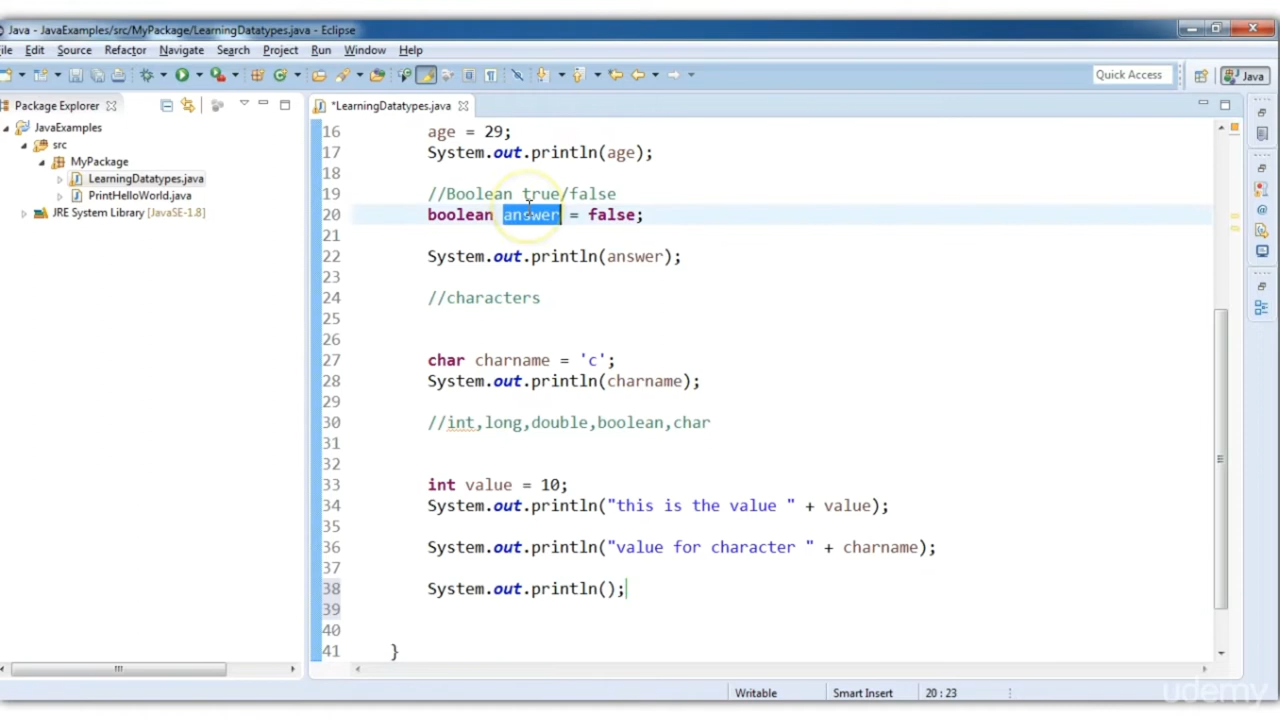 Java - JavaExamples/src/MyPackage/LearningDatatypes.java - Eclipse
ile Edit Source Refactor Navigate Search Project Run Window Help
Quick Access
Java
Package Explorer
*LearningDatatypes.java
JavaExamples
src
MyPackage
LearningDatatypes.java
PrintHelloWorld.java
JRE System Library [JavaSE-1.8]
16 age = 29;
17 System.out.println(age);
18
19 //Boolean true/false
20 boolean answer = false;
21
22 System.out.println(answer);
23
24 //characters
25
26
27 char charname = 'c';
28 System.out.println(charname);
29
30 //int,long,double,boolean,char
31
32
33 int value = 10;
34 System.out.println("this is the value " + value);
35
36 System.out.println("value for character " + charname);
37
38 System.out.println();
39
40
41 }
Writable Smart Insert 20 : 23
udemy